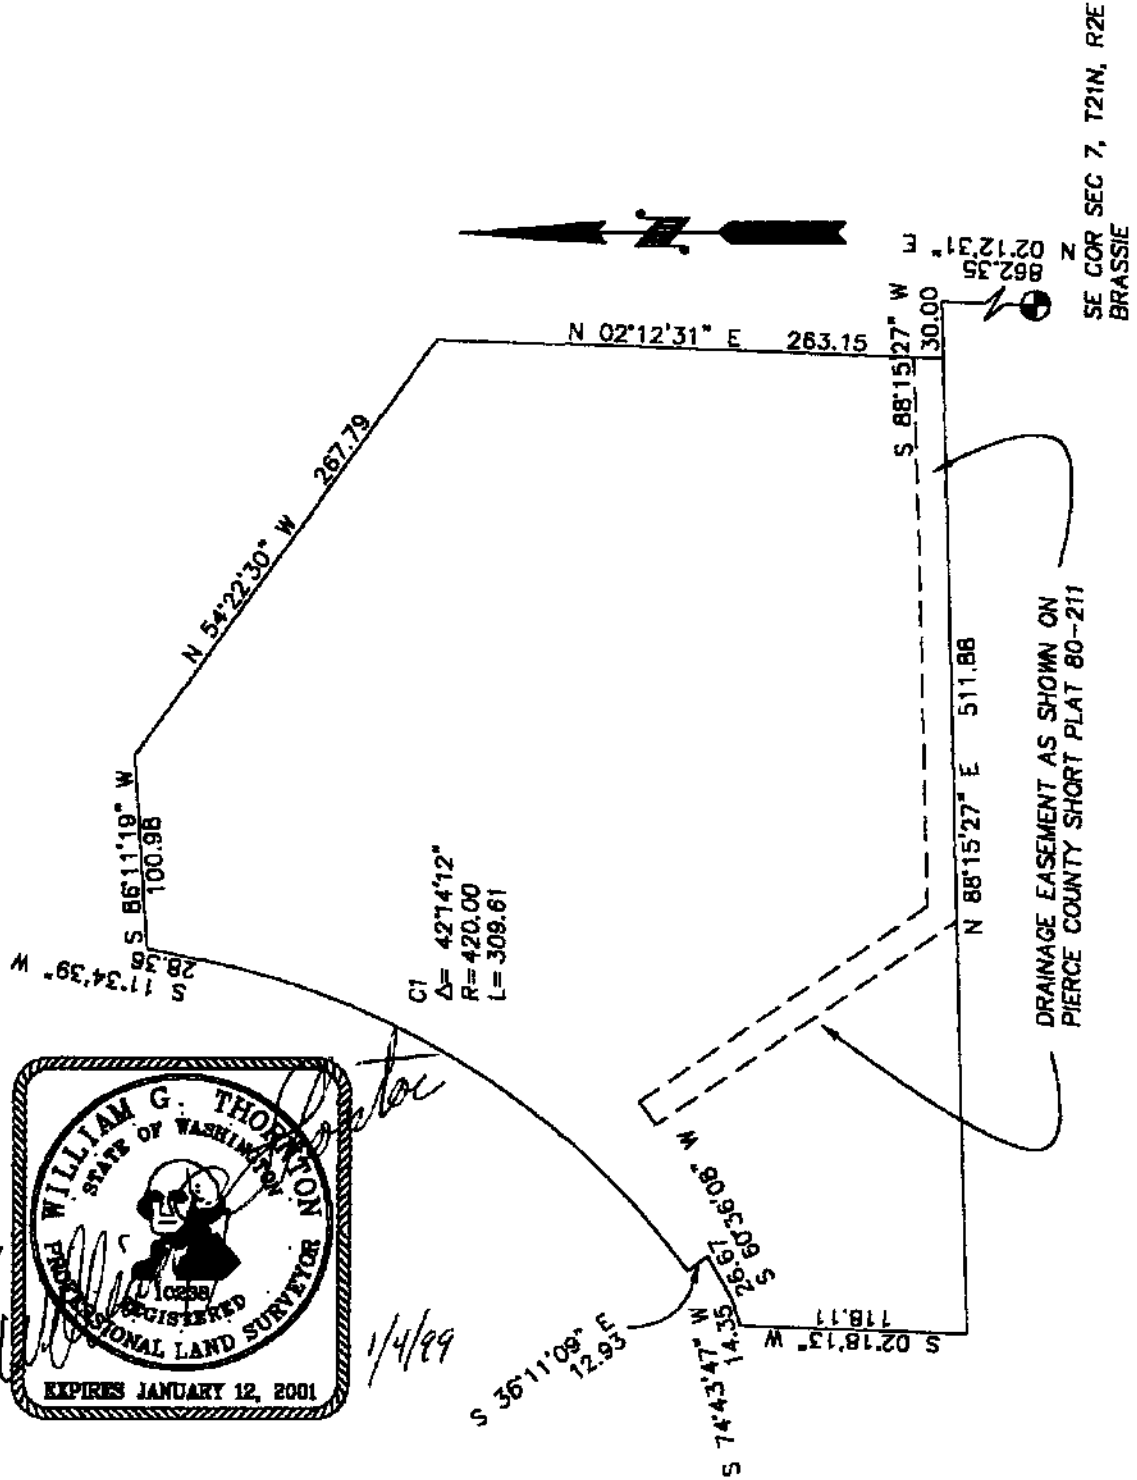 SE COR SEC 7, T21N, R2E
BRASSIE
N 02°12'31" E
862.35
30.00
S 88°15'27" W
N 02°12'31" E 263.15
N 54°22'30" W 267.79
S 86°11'19" W
100.98
S 11°34'39" W
28.36
C1
Δ= 42°14'12"
R= 420.00
L= 309.61
S 36°11'09" E
12.93
S 60°36'08" W
26.67
S 74°43'47" W
14.35
S 02°18'13" W
118.11
N 88°15'27" E 511.88
DRAINAGE EASEMENT AS SHOWN ON
PIERCE COUNTY SHORT PLAT 80-211
WILLIAM G. THORNTON
STATE OF WASHINGTON
10238
REGISTERED
PROFESSIONAL LAND SURVEYOR
EXPIRES JANUARY 12, 2001
1/4/99